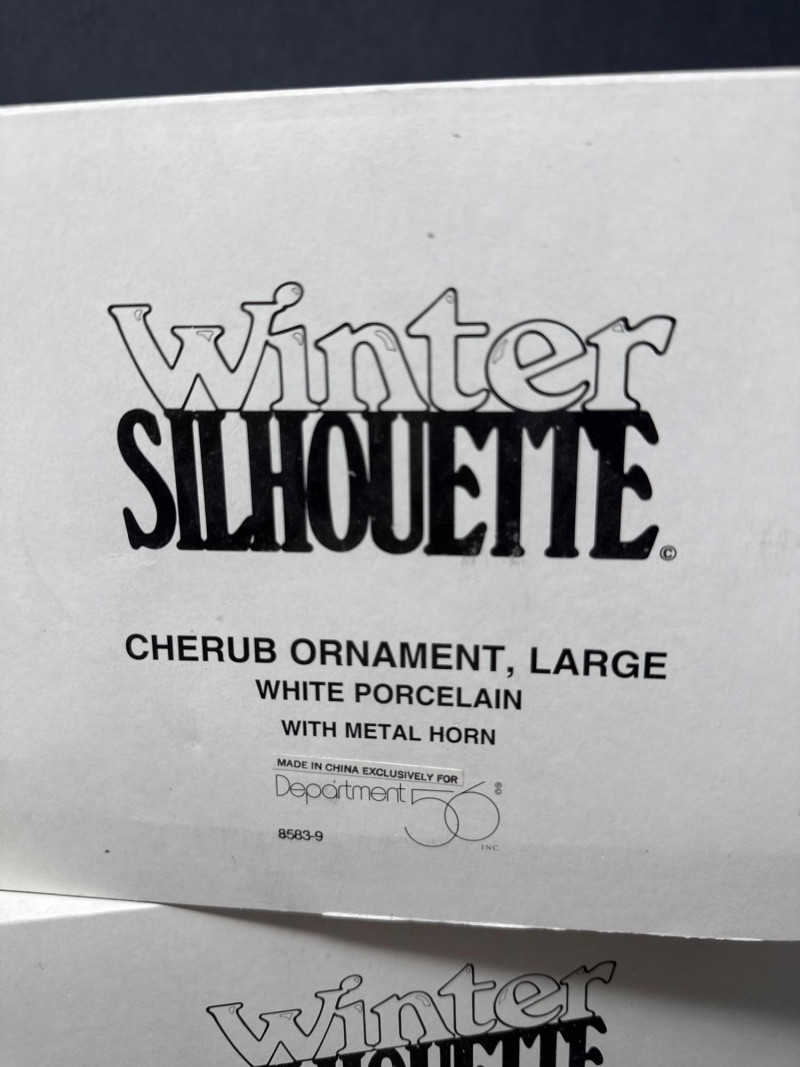 Winter
SILHOUETTE©
CHERUB ORNAMENT, LARGE
WHITE PORCELAIN
WITH METAL HORN
MADE IN CHINA EXCLUSIVELY FOR
Department 56 ®©
INC.
8583-9
Winter
SILHOUETTE